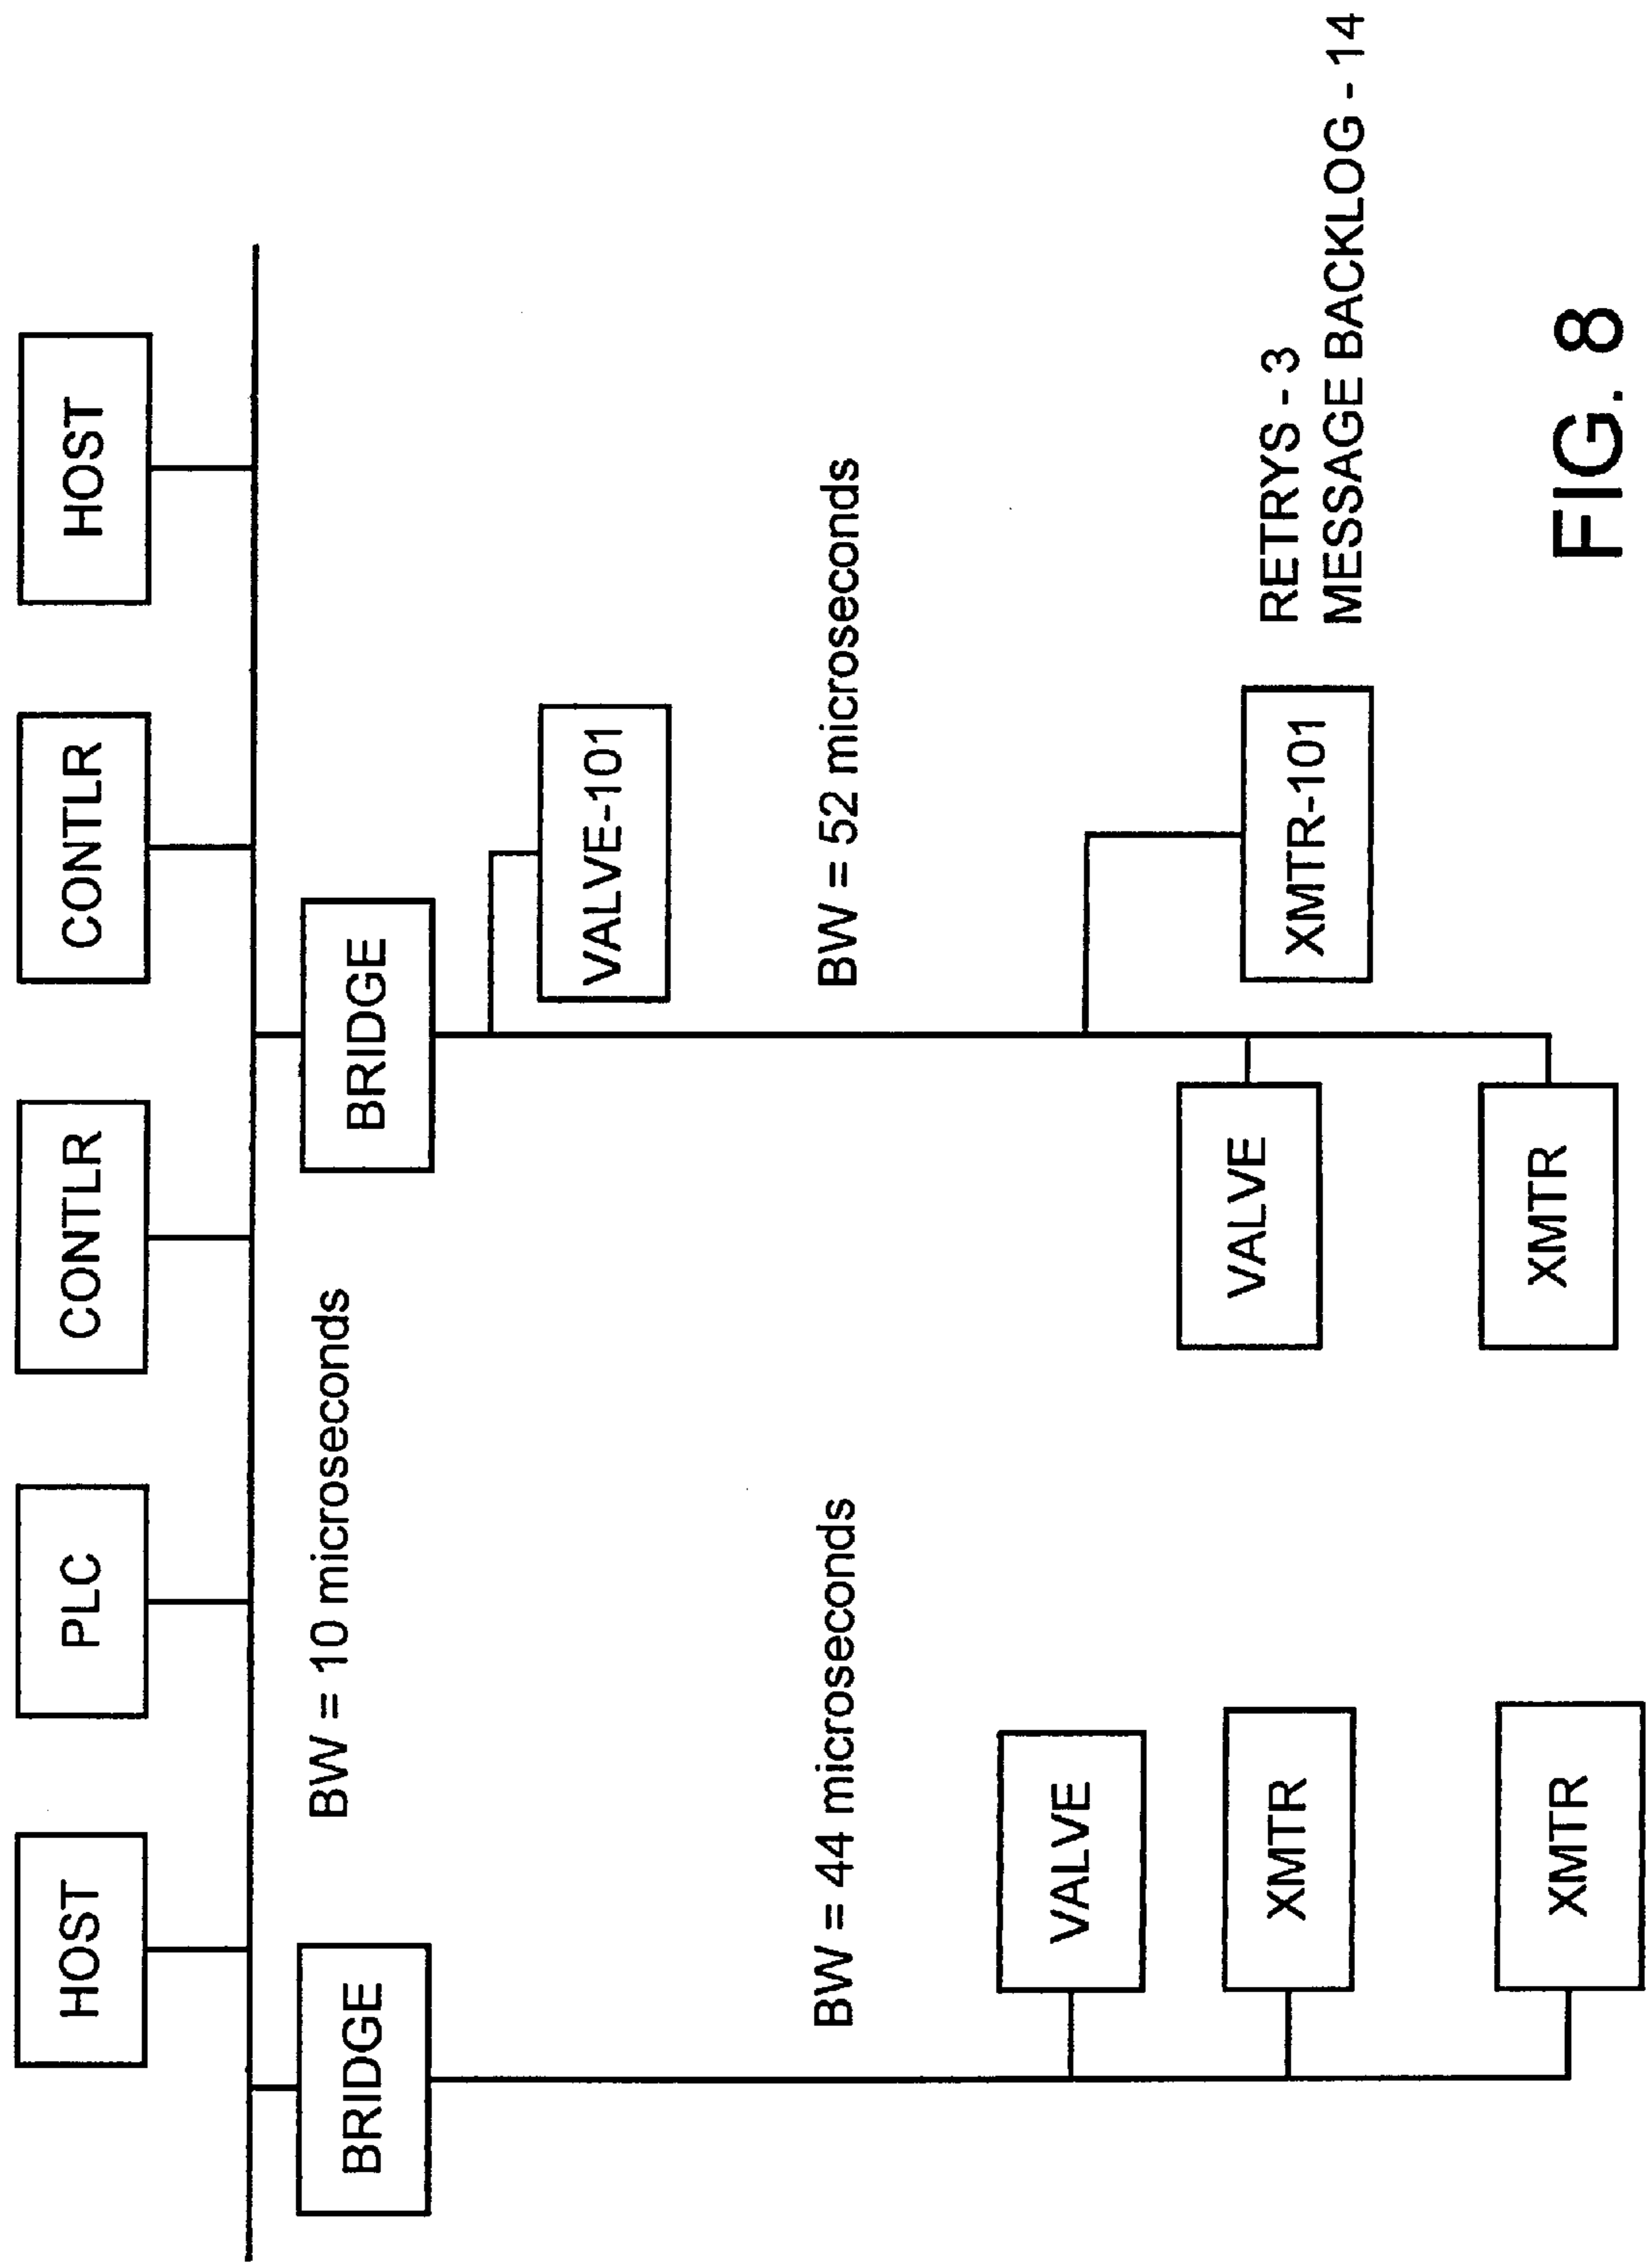 HOST
PLC
CONTLR
CONTLR
HOST
BRIDGE
BW = 10 microseconds
BRIDGE
VALVE-101
BW = 44 microseconds
BW = 52 microseconds
VALVE
XMTR
XMTR
VALVE
XMTR
XMTR-101
RETRYS - 3
MESSAGE BACKLOG - 14
FIG. 8